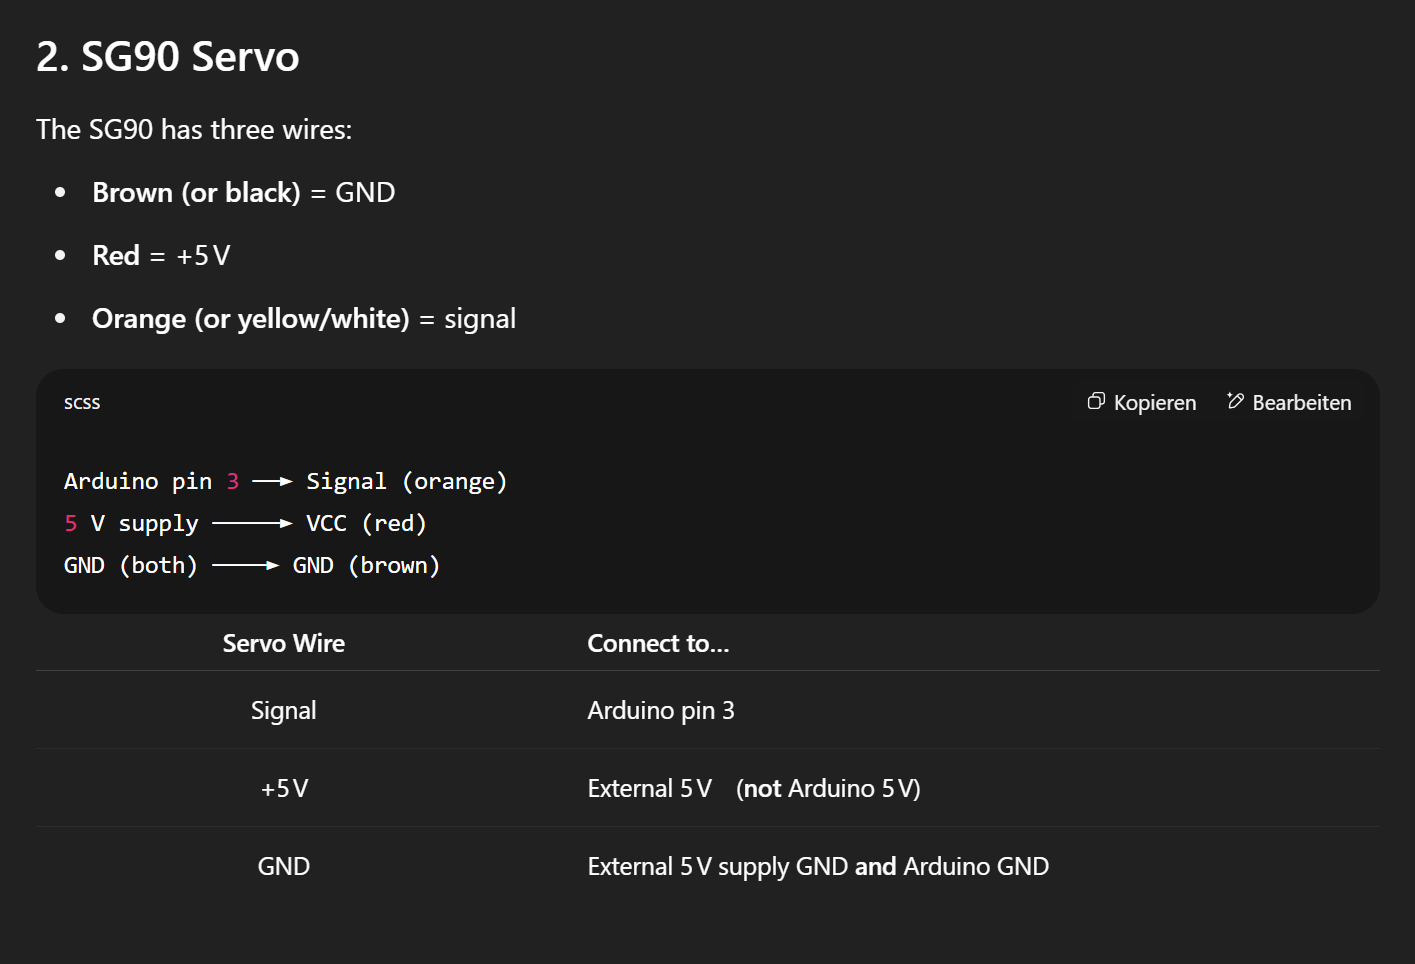 2. SG90 Servo
The SG90 has three wires:
• Brown (or black) = GND
• Red = +5 V
• Orange (or yellow/white) = signal
scss
Kopieren Bearbeiten
Arduino pin 3 ──► Signal (orange)
5 V supply ─────► VCC (red)
GND (both) ────► GND (brown)
Servo Wire Connect to…
Signal Arduino pin 3
+5 V External 5 V (not Arduino 5 V)
GND External 5 V supply GND and Arduino GND